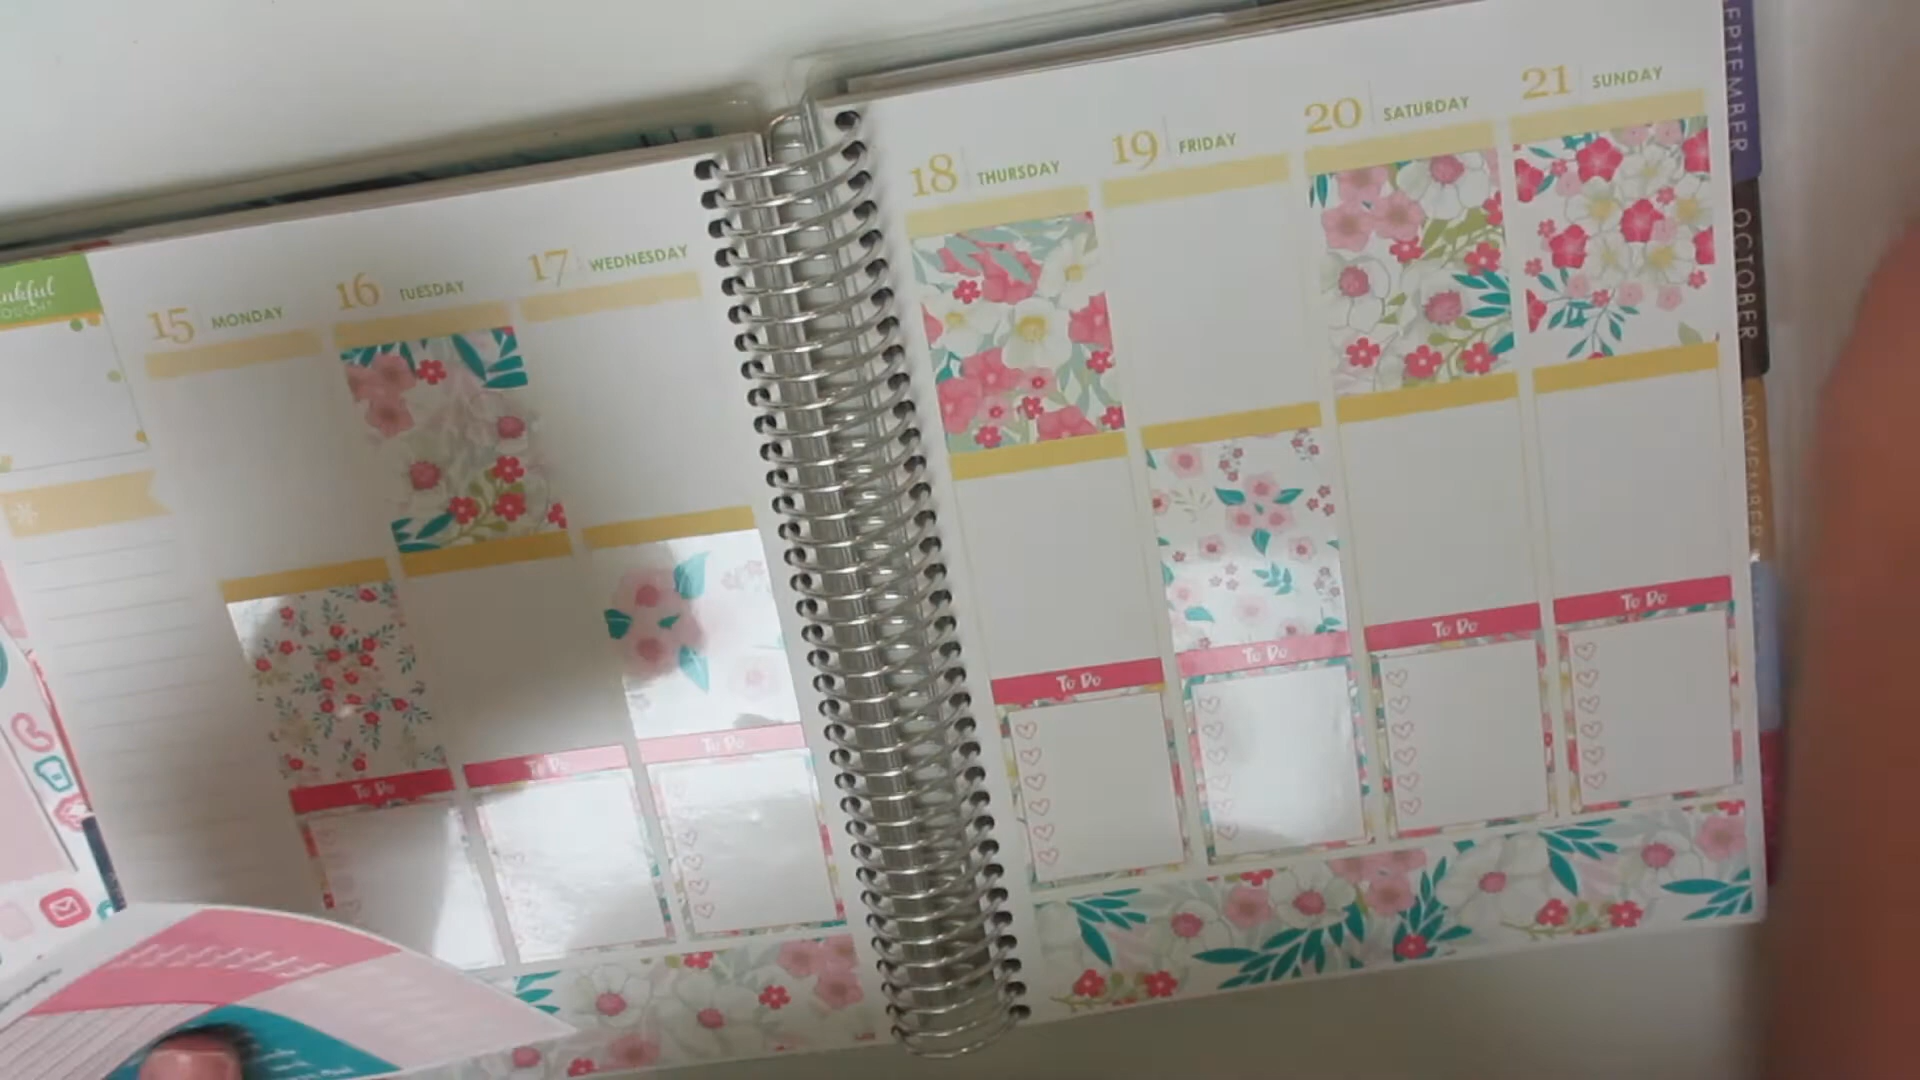 15 MONDAY
16 TUESDAY
17 WEDNESDAY
18 THURSDAY
19 FRIDAY
20 SATURDAY
21 SUNDAY
To Do
To Do
To Do
To Do
To Do
To Do
To Do
OCTOBER
NOVEMBER